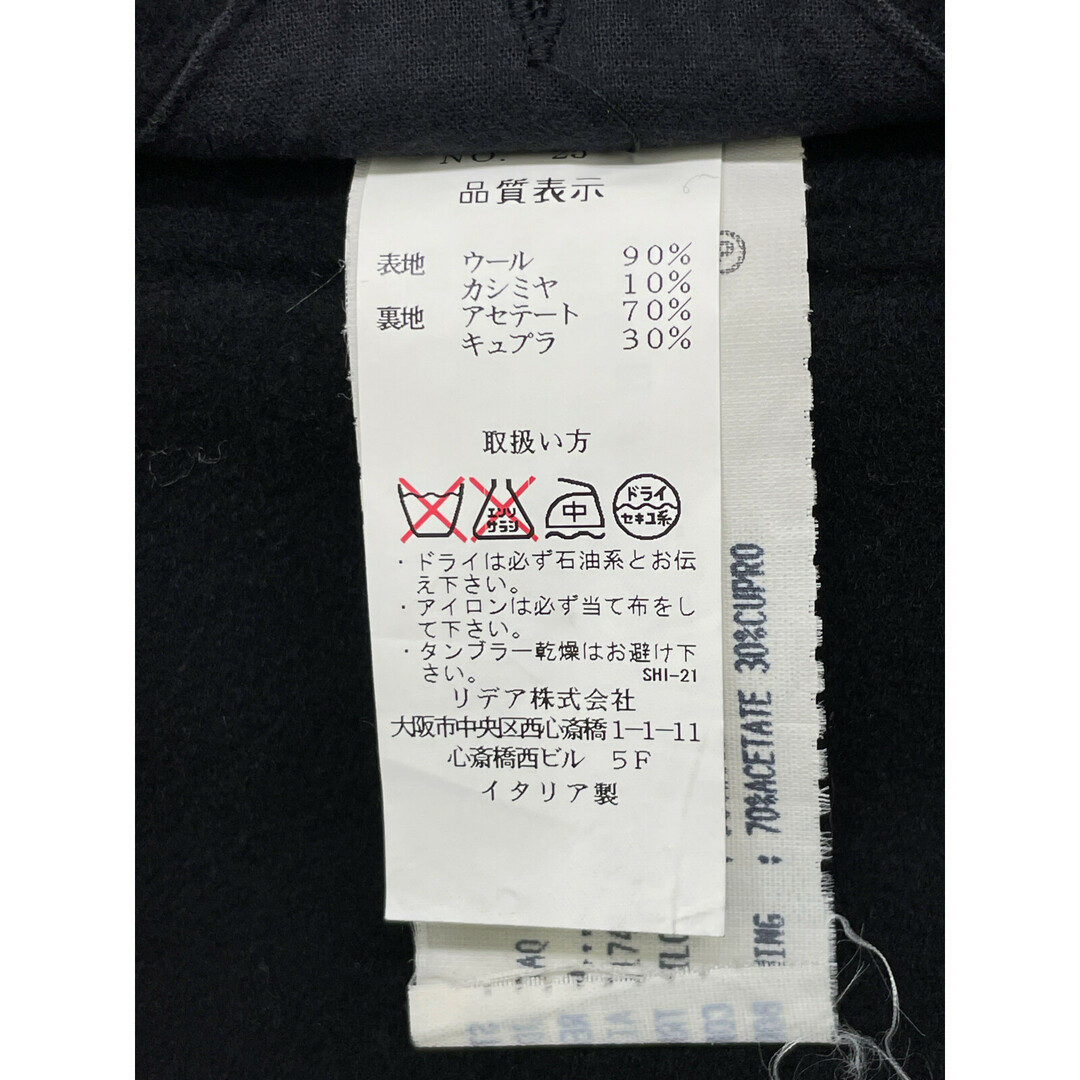 品質表示
表地 ウール 90%
カシミヤ 10%
裏地 アセテート 70%
キュプラ 30%
取扱い方
エンソ
サラシ
中
ドライ
セキユ系
・ドライは必ず石油系とお伝
え下さい。
・アイロンは必ず当て布をし
て下さい。
・タンブラー乾燥はお避け下
さい。 SHI-21
リデア株式会社
大阪市中央区西心斎橋1-1-11
心斎橋西ビル 5F
イタリア製
: 70%ACETATE 30%CUPRO